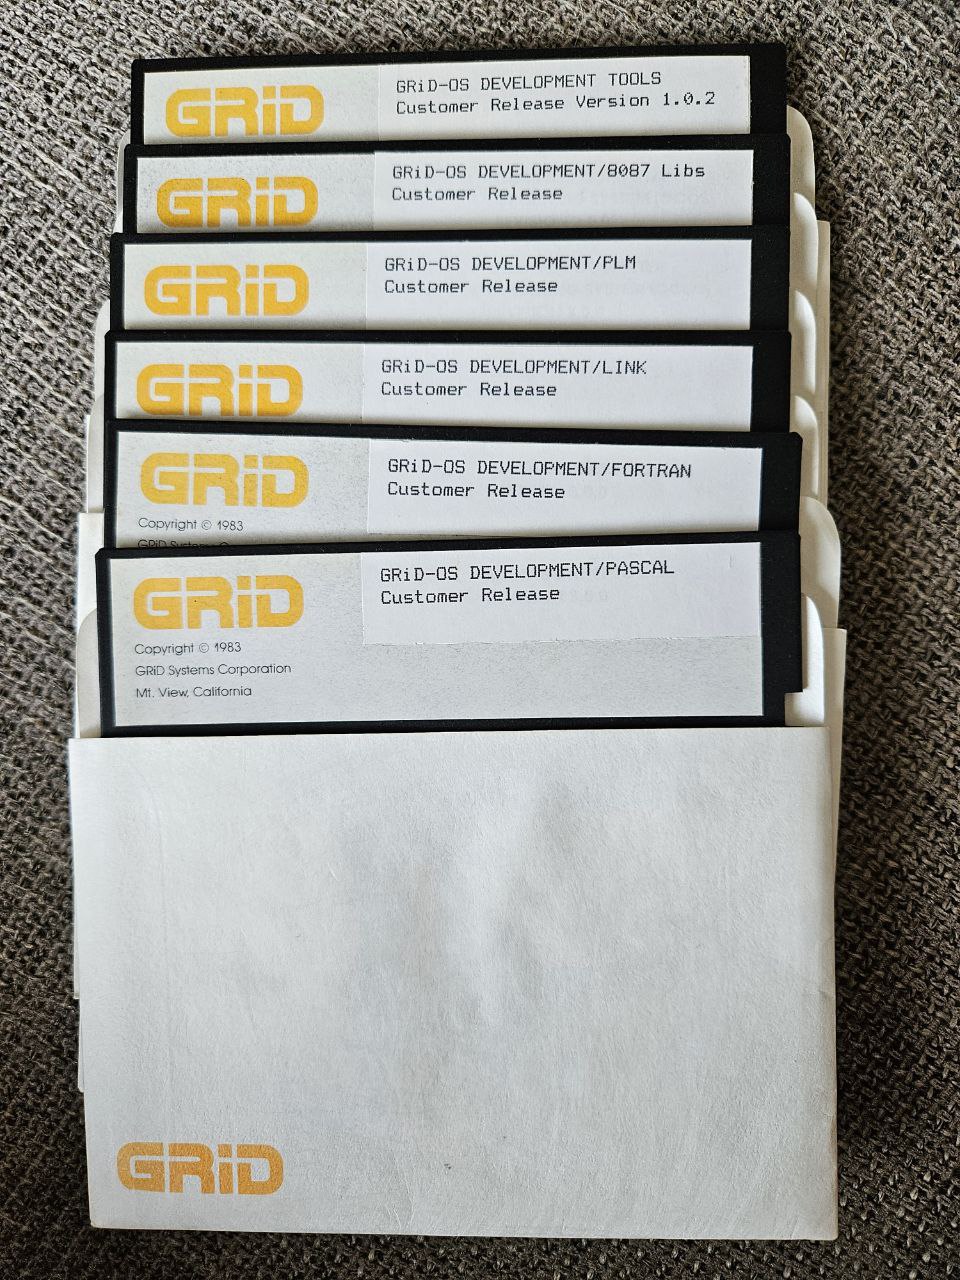 GRiD
GRiD-OS DEVELOPMENT TOOLS
Customer Release Version 1.0.2
GRiD
GRiD-OS DEVELOPMENT/8087 Libs
Customer Release
GRiD
GRiD-OS DEVELOPMENT/PLM
Customer Release
GRiD
GRiD-OS DEVELOPMENT/LINK
Customer Release
GRiD
GRiD-OS DEVELOPMENT/FORTRAN
Customer Release
Copyright © 1983
GRiD Systems
GRiD
GRiD-OS DEVELOPMENT/PASCAL
Customer Release
Copyright © 1983
GRiD Systems Corporation
Mt. View, California
GRiD